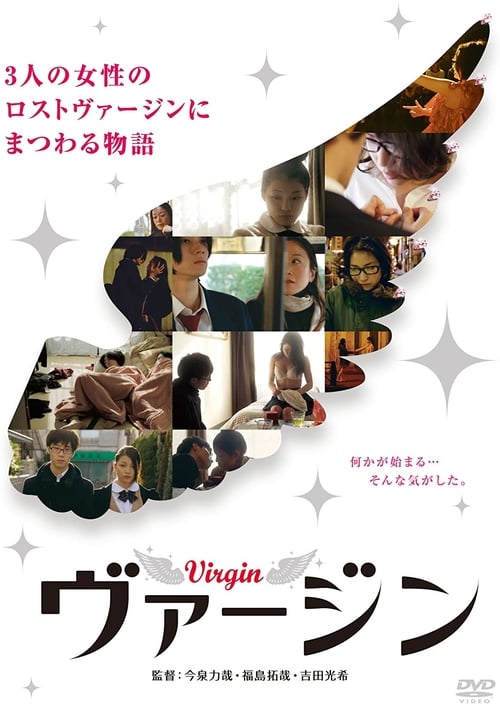 3人の女性の
ロストヴァージンに
まつわる物語
何かが始まる…
そんな気がした。
Virgin
ヴァージン
監督：今泉力哉・福島拓哉・吉田光希
DVD
VIDEO